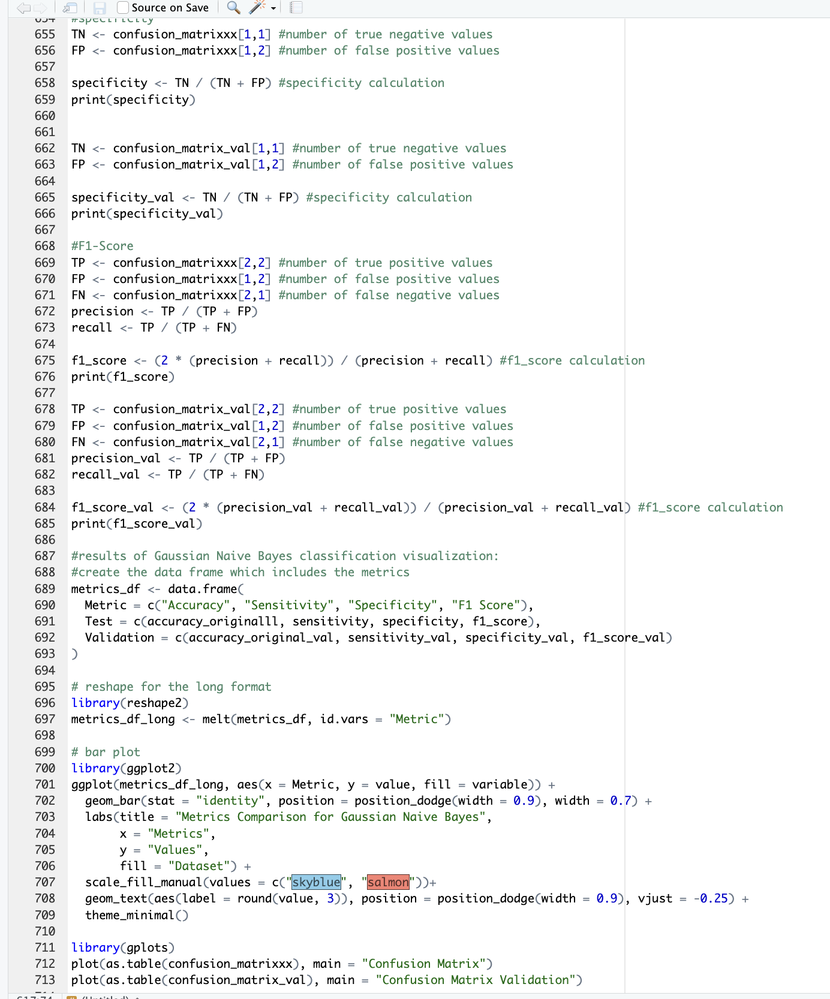 Source on Save
654 #specificity
655 TN <- confusion_matrixxx[1,1] #number of true negative values
656 FP <- confusion_matrixxx[1,2] #number of false positive values
657
658 specificity <- TN / (TN + FP) #specificity calculation
659 print(specificity)
660
661
662 TN <- confusion_matrix_val[1,1] #number of true negative values
663 FP <- confusion_matrix_val[1,2] #number of false positive values
664
665 specificity_val <- TN / (TN + FP) #specificity calculation
666 print(specificity_val)
667
668 #F1-Score
669 TP <- confusion_matrixxx[2,2] #number of true positive values
670 FP <- confusion_matrixxx[1,2] #number of false positive values
671 FN <- confusion_matrixxx[2,1] #number of false negative values
672 precision <- TP / (TP + FP)
673 recall <- TP / (TP + FN)
674
675 f1_score <- (2 * (precision + recall)) / (precision + recall) #f1_score calculation
676 print(f1_score)
677
678 TP <- confusion_matrix_val[2,2] #number of true positive values
679 FP <- confusion_matrix_val[1,2] #number of false positive values
680 FN <- confusion_matrix_val[2,1] #number of false negative values
681 precision_val <- TP / (TP + FP)
682 recall_val <- TP / (TP + FN)
683
684 f1_score_val <- (2 * (precision_val + recall_val)) / (precision_val + recall_val) #f1_score calculation
685 print(f1_score_val)
686
687 #results of Gaussian Naive Bayes classification visualization:
688 #create the data frame which includes the metrics
689 metrics_df <- data.frame(
690   Metric = c("Accuracy", "Sensitivity", "Specificity", "F1 Score"),
691   Test = c(accuracy_originalll, sensitivity, specificity, f1_score),
692   Validation = c(accuracy_original_val, sensitivity_val, specificity_val, f1_score_val)
693 )
694
695 # reshape for the long format
696 library(reshape2)
697 metrics_df_long <- melt(metrics_df, id.vars = "Metric")
698
699 # bar plot
700 library(ggplot2)
701 ggplot(metrics_df_long, aes(x = Metric, y = value, fill = variable)) +
702   geom_bar(stat = "identity", position = position_dodge(width = 0.9), width = 0.7) +
703   labs(title = "Metrics Comparison for Gaussian Naive Bayes",
704        x = "Metrics",
705        y = "Values",
706        fill = "Dataset") +
707   scale_fill_manual(values = c("skyblue", "salmon"))+
708   geom_text(aes(label = round(value, 3)), position = position_dodge(width = 0.9), vjust = -0.25) +
709   theme_minimal()
710
711 library(gplots)
712 plot(as.table(confusion_matrixxx), main = "Confusion Matrix")
713 plot(as.table(confusion_matrix_val), main = "Confusion Matrix Validation")
714
617:74 # (Untitled)